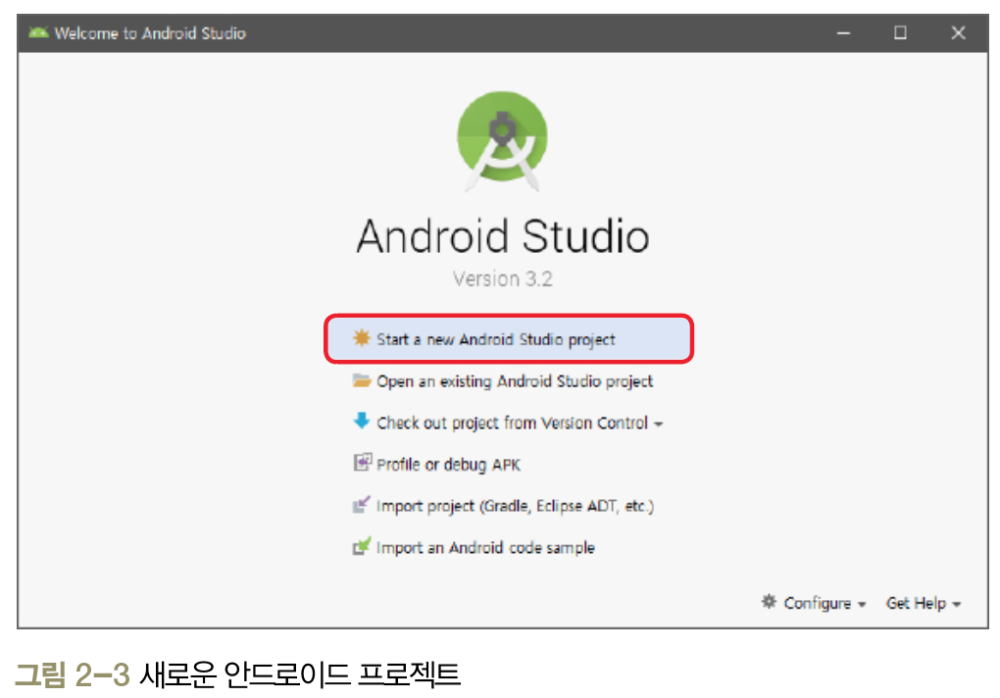 Welcome to Android Studio
Android Studio
Version 3.2
Start a new Android Studio project
Open an existing Android Studio project
Check out project from Version Control
Profile or debug APK
Import project (Gradle, Eclipse ADT, etc.)
Import an Android code sample
Configure Get Help
그림 2-3 새로운 안드로이드 프로젝트